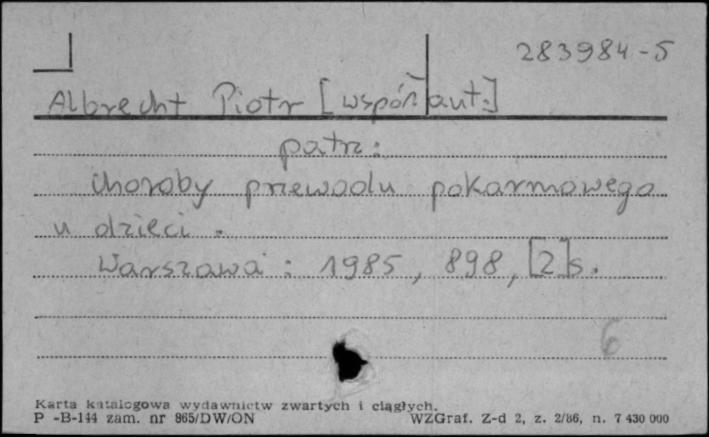 283984-5
Albrecht Piotr [współaut.]
patrz:
Choroby przewodu pokarmowego
u dzieci.
Warszawa: 1985, 898, [2]s.
6
Karta katalogowa wydawnictw zwartych i ciągłych.
P -B-144 zam. nr 865/DW/ON WZGraf. Z-d 2, z. 2/86, n. 7 430 000